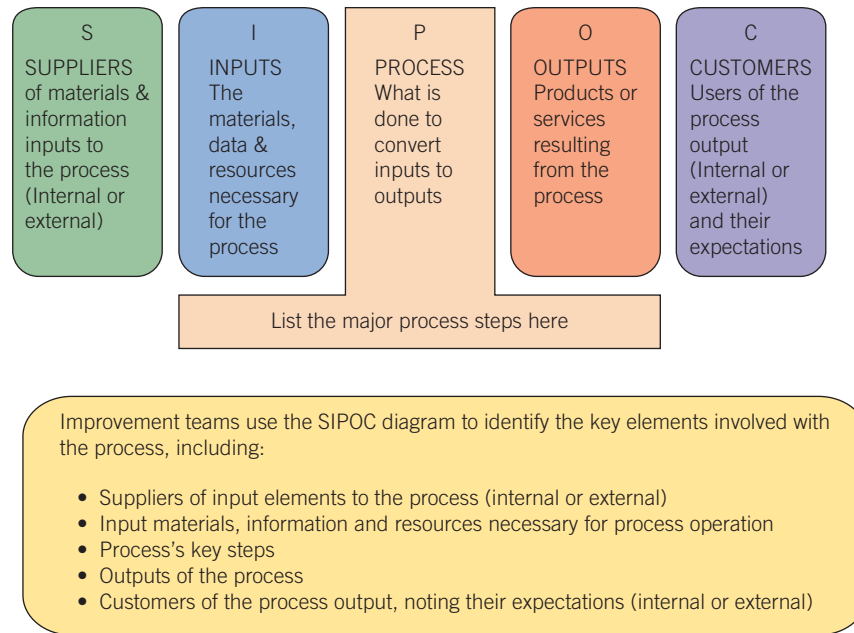 S
SUPPLIERS
of materials &
information
inputs to
the process
(Internal or
external)
I
INPUTS
The
materials,
data &
resources
necessary
for the
process
P
PROCESS
What is
done to
convert
inputs to
outputs
O
OUTPUTS
Products or
services
resulting
from the
process
C
CUSTOMERS
Users of the
process
output
(Internal or
external)
and their
expectations
List the major process steps here
Improvement teams use the SIPOC diagram to identify the key elements involved with
the process, including:
• Suppliers of input elements to the process (internal or external)
• Input materials, information and resources necessary for process operation
• Process's key steps
• Outputs of the process
• Customers of the process output, noting their expectations (internal or external)